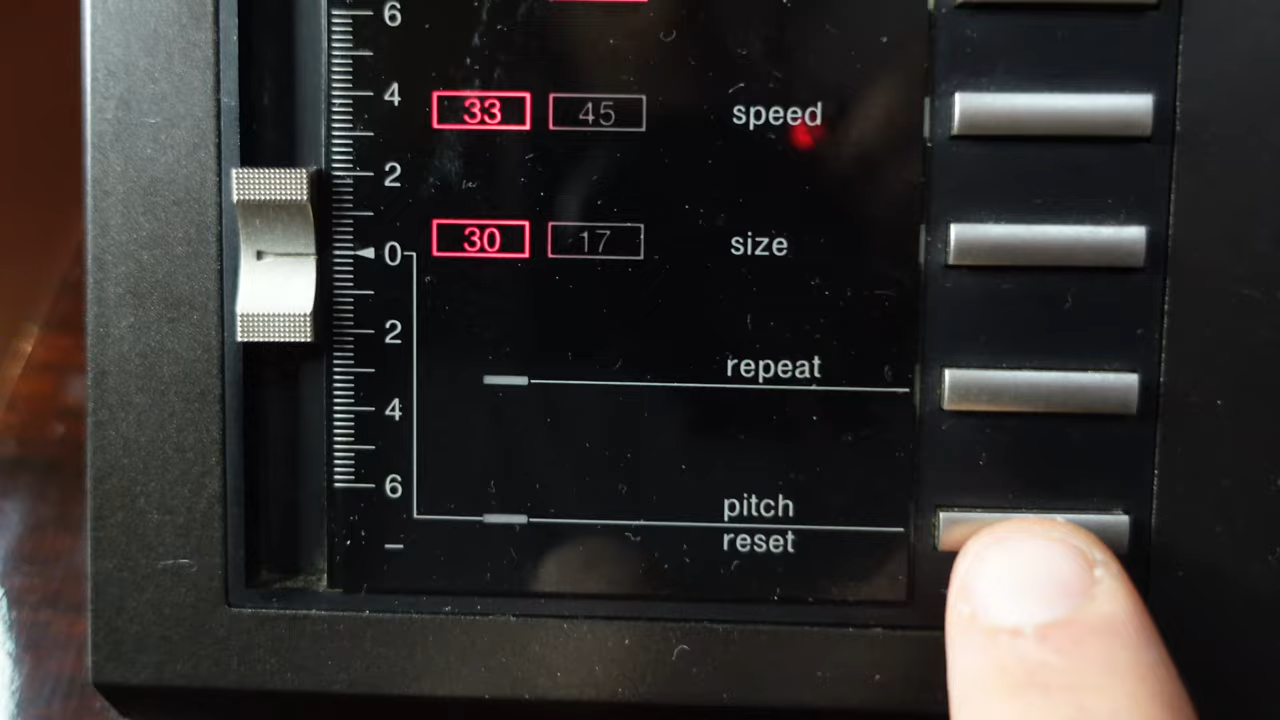 6
4 33 45 speed
2
0 30 17 size
2
repeat
4
6
pitch
reset
–